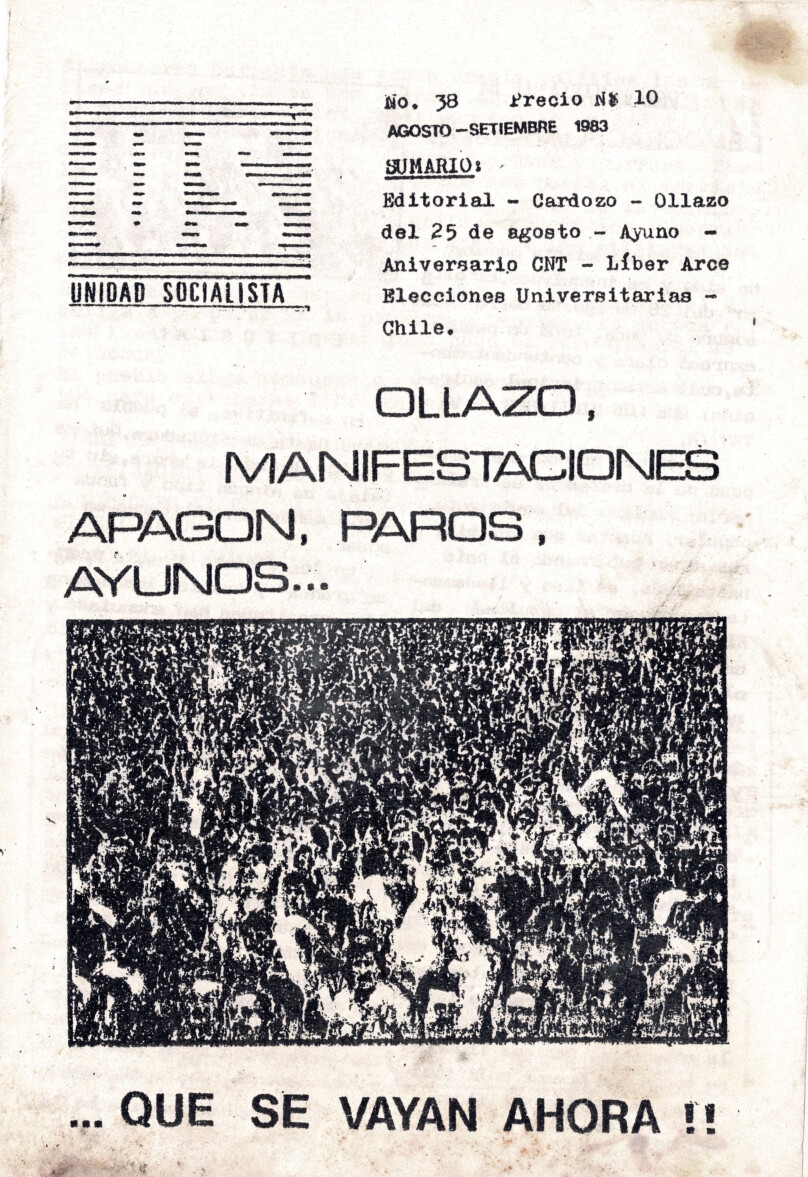 US
UNIDAD SOCIALISTA
No. 38 Precio N$ 10
AGOSTO-SETIEMBRE 1983
SUMARIO:
Editorial - Cardozo - Ollazo
del 25 de agosto - Ayuno -
Aniversario CNT - Líber Arce
Elecciones Universitarias -
Chile.
OLLAZO,
MANIFESTACIONES
APAGON, PAROS,
AYUNOS...
... QUE SE VAYAN AHORA !!